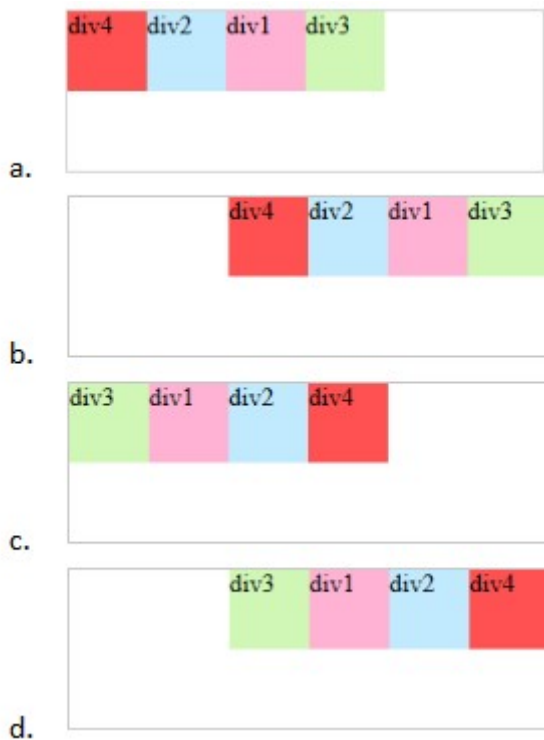 div4 div2 div1 div3
a.
div4 div2 div1 div3
b.
div3 div1 div2 div4
c.
div3 div1 div2 div4
d.